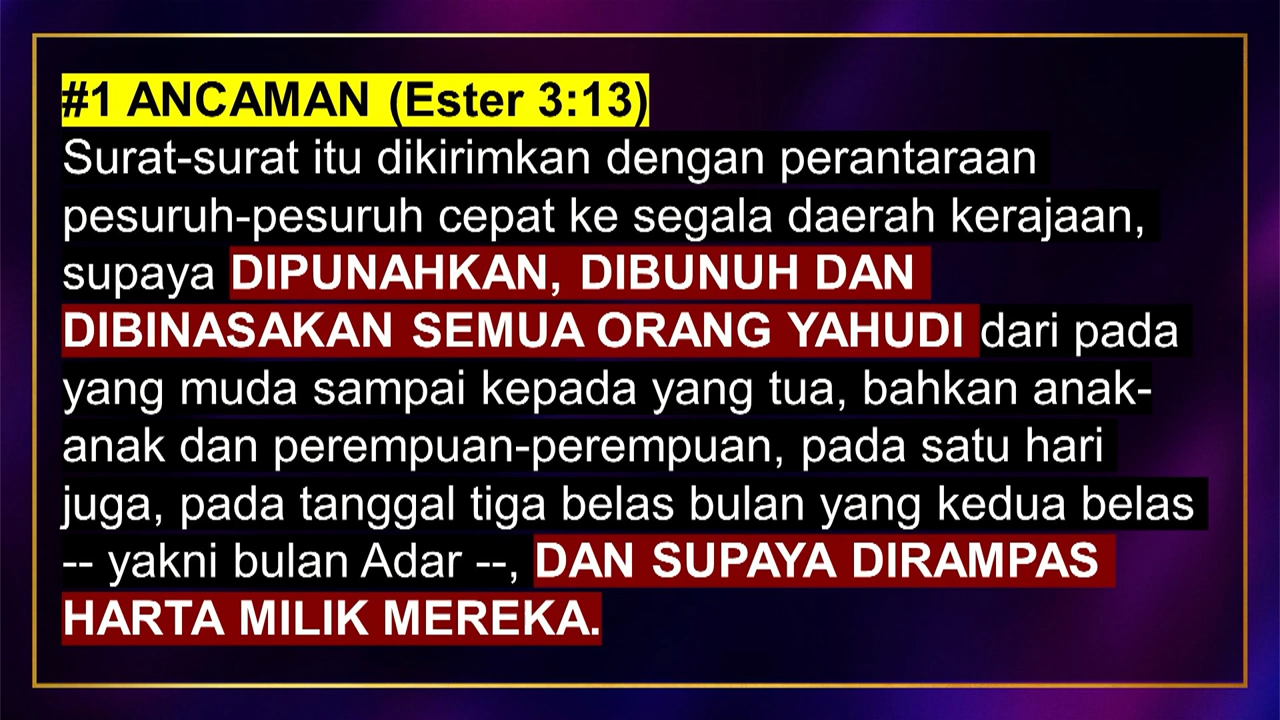 #1 ANCAMAN (Ester 3:13)
Surat-surat itu dikirimkan dengan perantaraan
pesuruh-pesuruh cepat ke segala daerah kerajaan,
supaya DIPUNAHKAN, DIBUNUH DAN
DIBINASAKAN SEMUA ORANG YAHUDI dari pada
yang muda sampai kepada yang tua, bahkan anak-
anak dan perempuan-perempuan, pada satu hari
juga, pada tanggal tiga belas bulan yang kedua belas
-- yakni bulan Adar --, DAN SUPAYA DIRAMPAS
HARTA MILIK MEREKA.